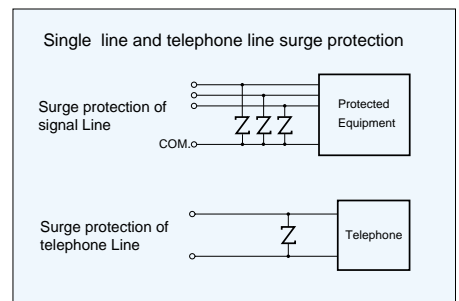 Single line and telephone line surge protection
Surge protection of
signal Line
Protected
Equipment
COM.
Surge protection of
telephone Line
Telephone